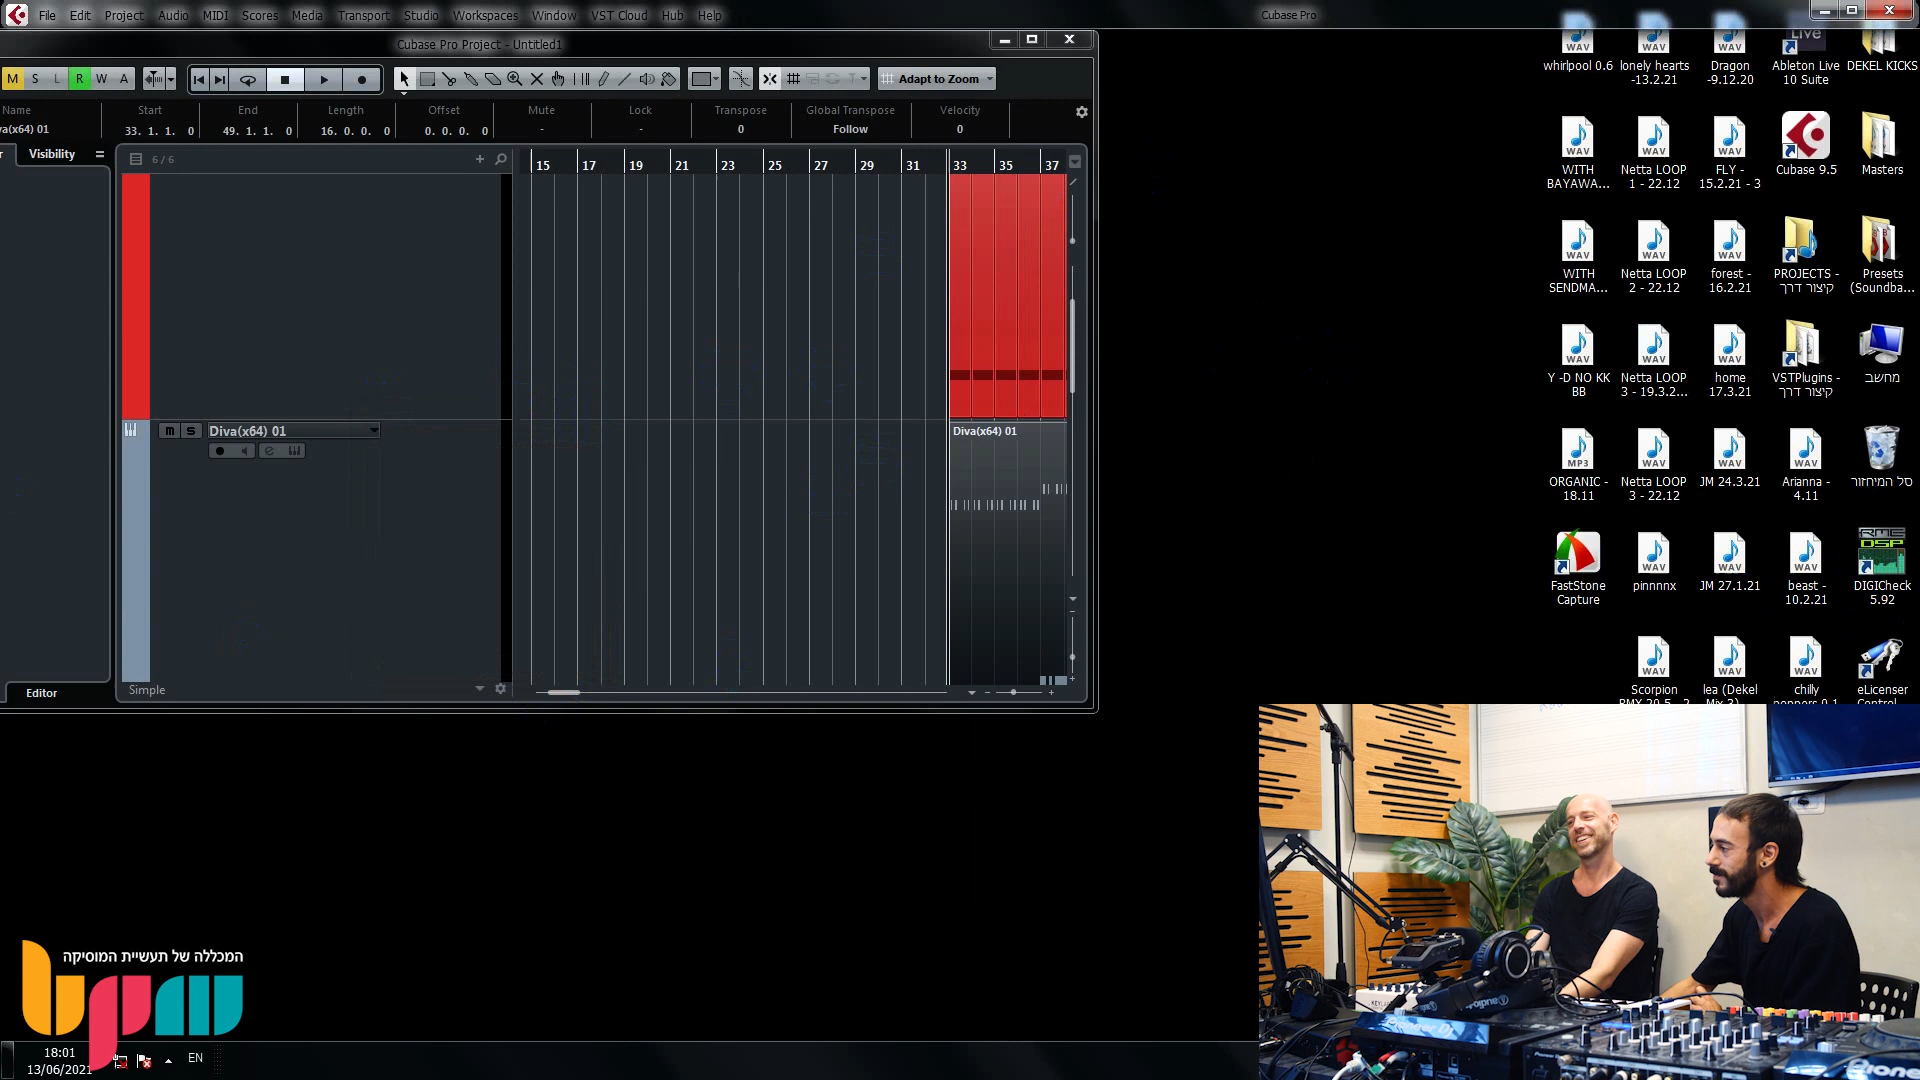 File Edit Project Audio MIDI Scores Media Transport Studio Workspaces Window VST Cloud Hub Help
Cubase Pro
Cubase Pro Project - Untitled1
M S L R W A
Adapt to Zoom
Name Start End Length Offset Mute Lock Transpose Global Transpose Velocity
va(x64) 01 33. 1. 1. 0 49. 1. 1. 0 16. 0. 0. 0 0. 0. 0. 0 - - 0 Follow 0
Visibility
6 / 6
15 17 19 21 23 25 27 29 31 33 35 37
m S Diva(x64) 01
Diva(x64) 01
Simple
Editor
whirlpool 0.6
lonely hearts
-13.2.21
Dragon
-9.12.20
Live
Ableton Live
10 Suite
DEKEL KICKS
WITH
BAYAWA...
Netta LOOP
1 - 22.12
FLY -
15.2.21 - 3
Cubase 9.5
Masters
WITH
SENDMA...
Netta LOOP
2 - 22.12
forest -
16.2.21
PROJECTS -
קיצור דרך
Presets
(Soundba...
Y -D NO KK
BB
Netta LOOP
3 - 19.3.2...
home
17.3.21
VSTPlugins -
קיצור דרך
מחשב
ORGANIC -
18.11
Netta LOOP
3 - 22.12
JM 24.3.21
Arianna -
4.11
סל המיחזור
FastStone
Capture
pinnnnx
JM 27.1.21
beast -
10.2.21
DIGICheck
5.92
Scorpion
lea (Dekel
chilly
eLicenser
המכללה של תעשיית המוסיקה
bpm
18:01
13/06/2021
EN
Pioneer DJ